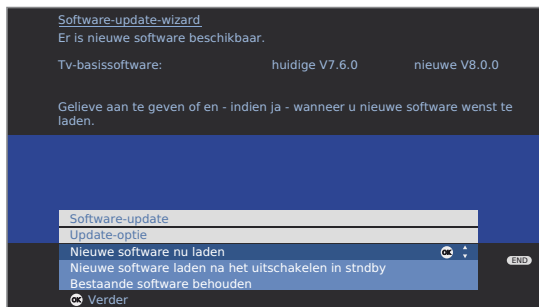 Software-update-wizard
Er is nieuwe software beschikbaar.
Tv-basissoftware: huidige V7.6.0 nieuwe V8.0.0
Gelieve aan te geven of en - indien ja - wanneer u nieuwe software wenst te
laden.
Software-update
Update-optie
Nieuwe software nu laden OK
Nieuwe software laden na het uitschakelen in stndby
END
Bestaande software behouden
OK Verder